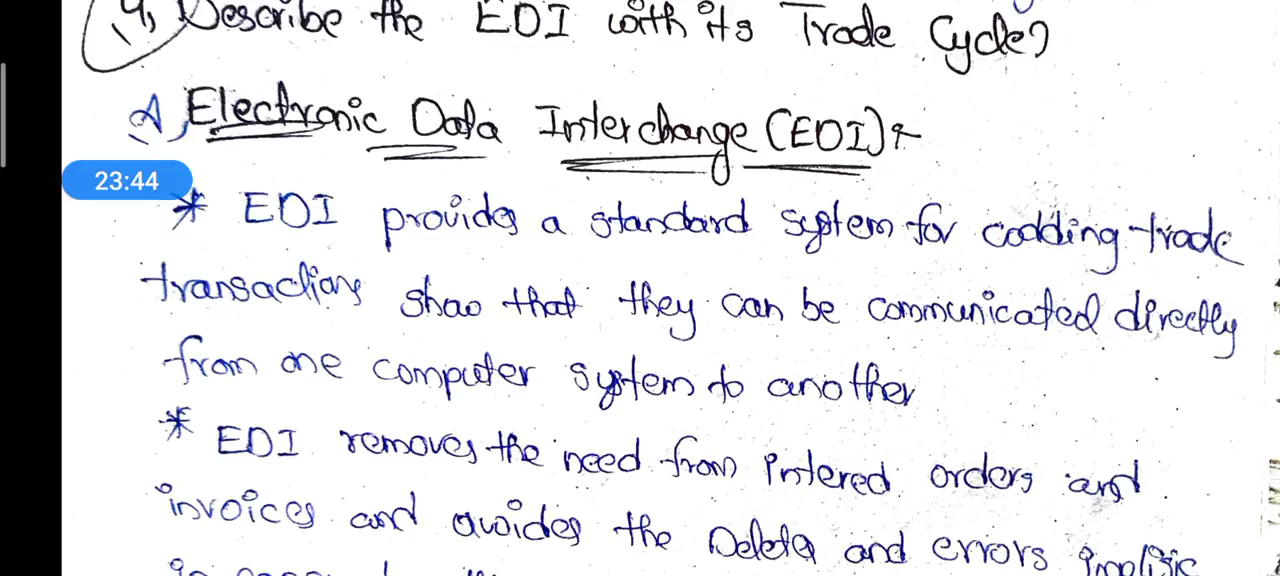 Describe the EDI with its Trade Cycle?
A, Electronic Data Interchange (EDI):-
23:44
* EDI provides a standard system for codding trade
transactions shao that they can be communicated directly
from one computer system to another
* EDI removes the need from Pintered orders and
invoices and avoides the Deleta and errors